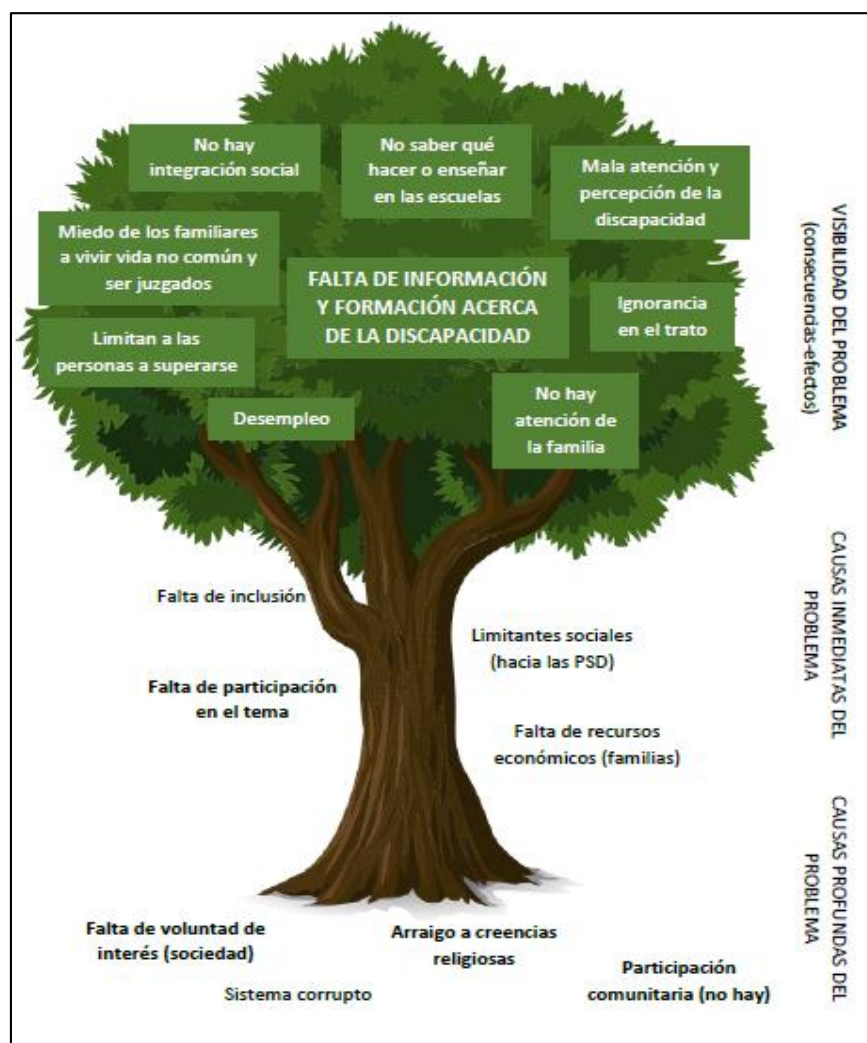 No hay
integración social
No saber qué
hacer o enseñar
en las escuelas
Mala atención y
percepción de la
discapacidad
Miedo de los familiares
a vivir vida no común y
ser juzgados
FALTA DE INFORMACIÓN
Y FORMACIÓN ACERCA
DE LA DISCAPACIDAD
Ignorancia
en el trato
Limitan a las
personas a superarse
Desempleo
No hay
atención de
la familia
VISIBILIDAD DEL PROBLEMA
(consecuencias-efectos)
Falta de inclusión
Limitantes sociales
(hacia las PSD)
Falta de participación
en el tema
Falta de recursos
económicos (familias)
CAUSAS INMEDIATAS DEL
PROBLEMA
Falta de voluntad de
interés (sociedad)
Arraigo a creencias
religiosas
Sistema corrupto
Participación
comunitaria (no hay)
CAUSAS PROFUNDAS DEL
PROBLEMA